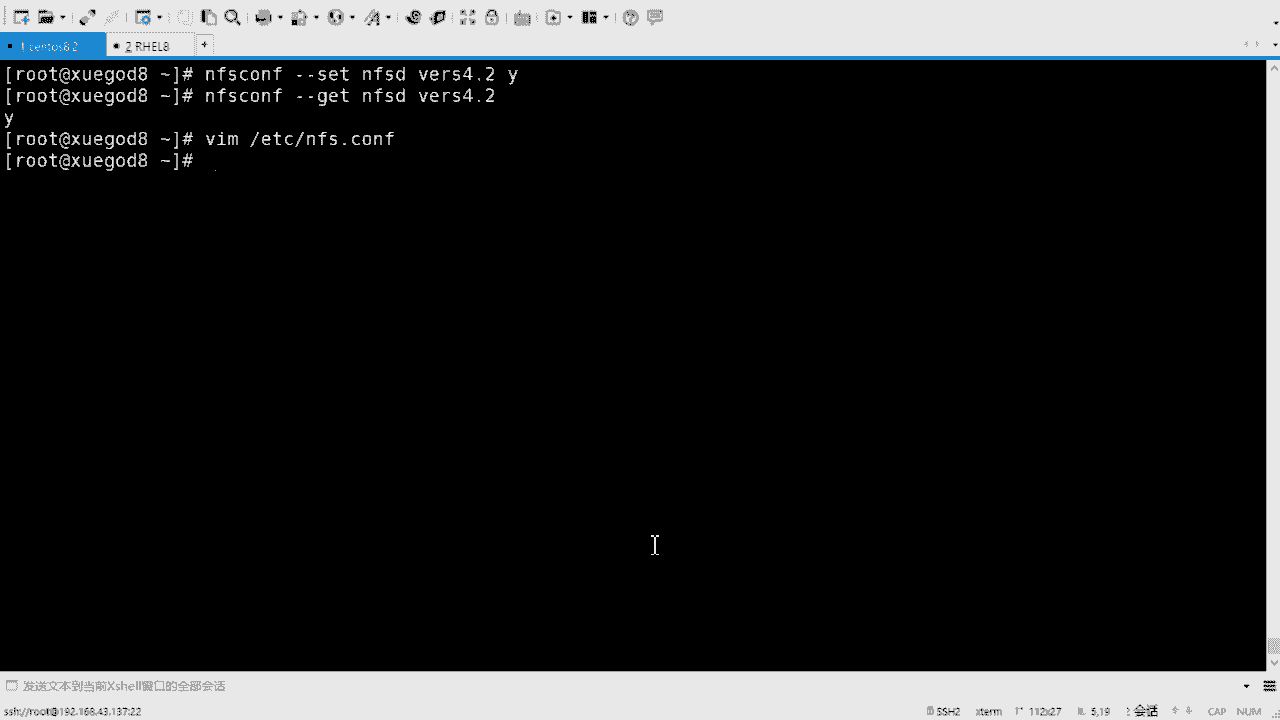 1 centos8.2
2 RHEL8
+
[root@xuegod8 ~]# nfsconf --set nfsd vers4.2 y
[root@xuegod8 ~]# nfsconf --get nfsd vers4.2
y
[root@xuegod8 ~]# vim /etc/nfs.conf
[root@xuegod8 ~]#
发送文本到当前Xshell窗口的全部会话
ssh://root@192.168.43.137:22
SSH2
xterm
112x27
5,19
1 会话
CAP
NUM